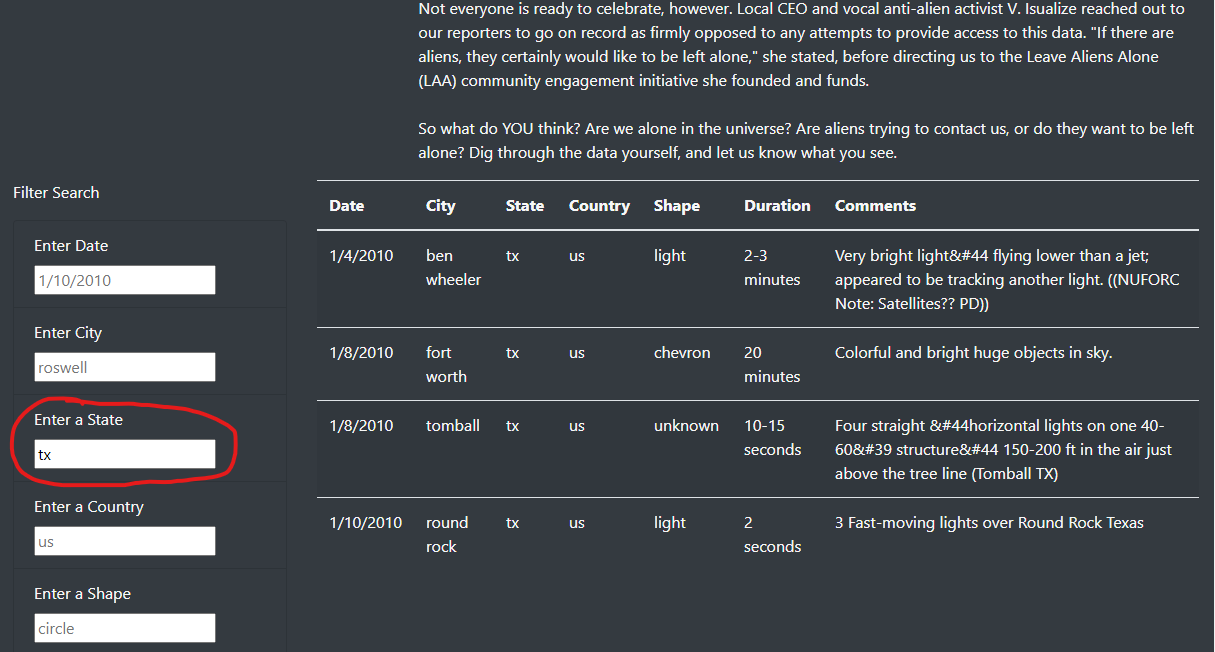 Not everyone is ready to celebrate, however. Local CEO and vocal anti-alien activist V. Isualize reached out to
our reporters to go on record as firmly opposed to any attempts to provide access to this data. "If there are
aliens, they certainly would like to be left alone," she stated, before directing us to the Leave Aliens Alone
(LAA) community engagement initiative she founded and funds.
So what do YOU think? Are we alone in the universe? Are aliens trying to contact us, or do they want to be left
alone? Dig through the data yourself, and let us know what you see.
Filter Search
Enter Date
1/10/2010
Enter City
roswell
Enter a State
tx
Enter a Country
us
Enter a Shape
circle
Date City State Country Shape Duration Comments
1/4/2010 ben tx us light 2-3 Very bright light&#44 flying lower than a jet;
wheeler minutes appeared to be tracking another light. ((NUFORC
Note: Satellites?? PD))
1/8/2010 fort tx us chevron 20 Colorful and bright huge objects in sky.
worth minutes
1/8/2010 tomball tx us unknown 10-15 Four straight &#44horizontal lights on one 40-
seconds 60&#39 structure&#44 150-200 ft in the air just
above the tree line (Tomball TX)
1/10/2010 round tx us light 2 3 Fast-moving lights over Round Rock Texas
rock seconds